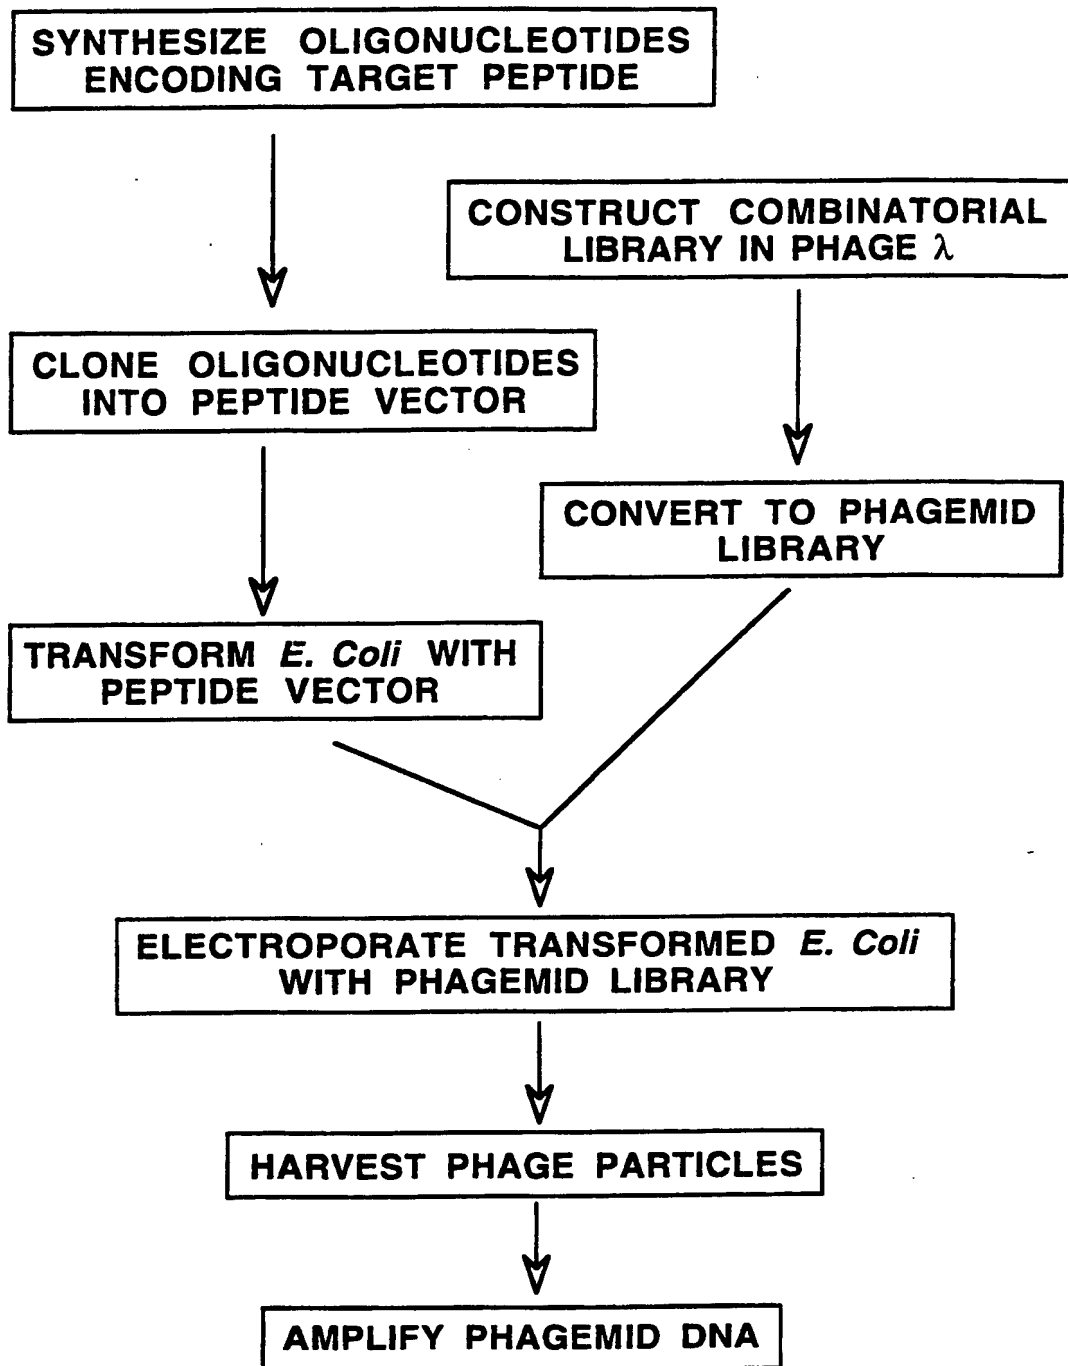 SYNTHESIZE OLIGONUCLEOTIDES
ENCODING TARGET PEPTIDE
CONSTRUCT COMBINATORIAL
LIBRARY IN PHAGE λ
CLONE OLIGONUCLEOTIDES
INTO PEPTIDE VECTOR
CONVERT TO PHAGEMID
LIBRARY
TRANSFORM E. Coli WITH
PEPTIDE VECTOR
ELECTROPORATE TRANSFORMED E. Coli
WITH PHAGEMID LIBRARY
HARVEST PHAGE PARTICLES
AMPLIFY PHAGEMID DNA